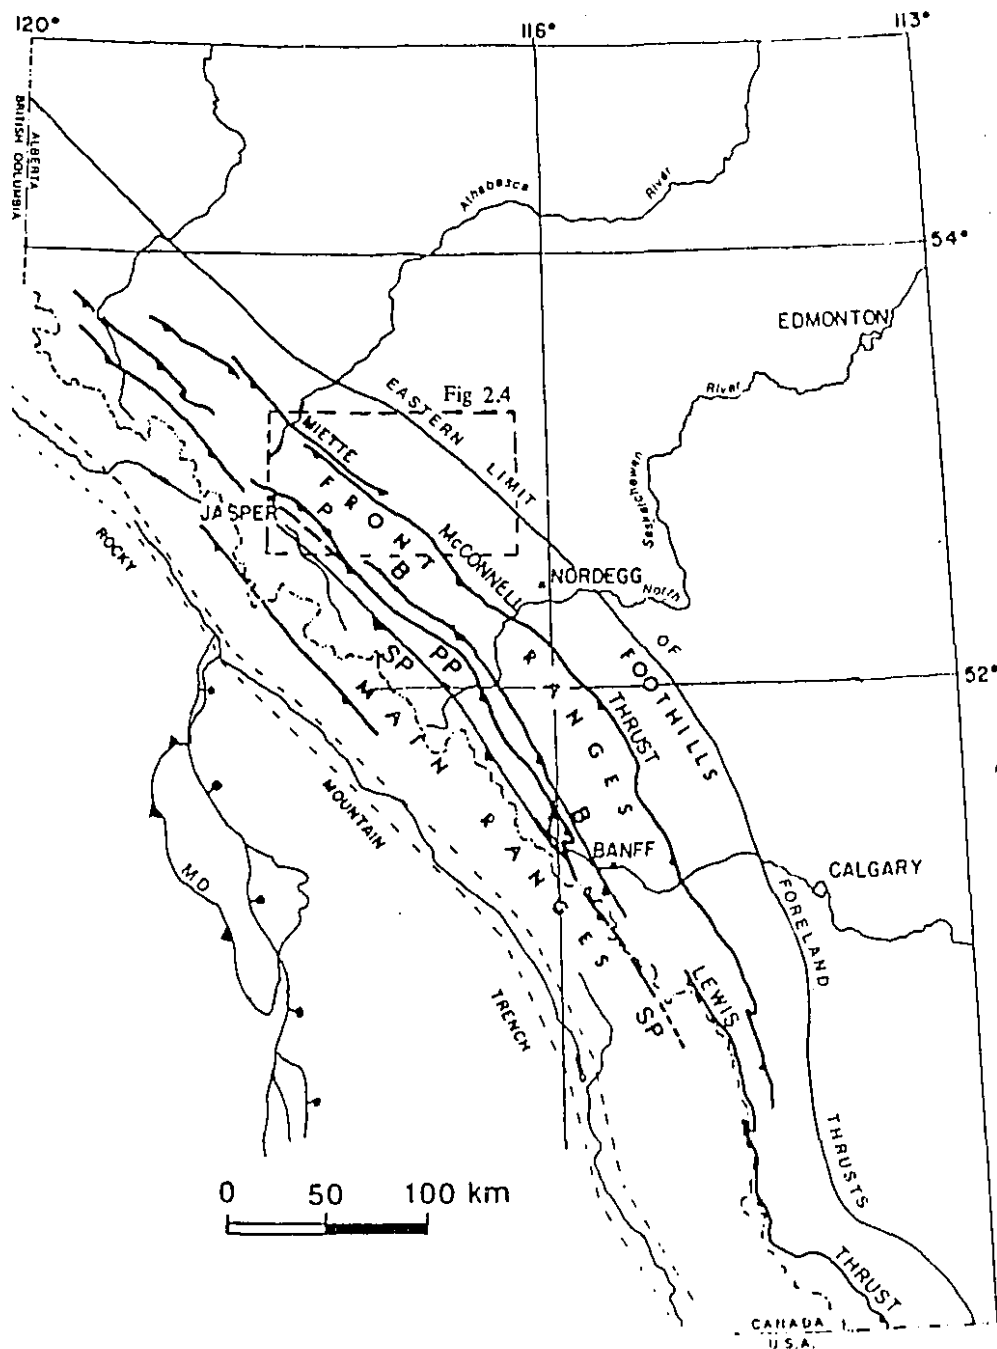 120°
116°
113°
ALBERTA
BRITISH COLUMBIA
Athabasca
River
54°
EDMONTON
River
Fig 2.4
EASTERN LIMIT
MIETTE
FRONT
P
JASPER
McCONNELL
Saskatchewan
B
NORDEGG
North
ROCKY
OF
FOOTHILLS
SP
PP
RANGES
52°
MAIN RANGES
THRUST
MOUNTAIN
B
BANFF
CALGARY
MD
FORELAND
LEWIS
TRENCH
SP
THRUSTS
0 50 100 km
THRUST
CANADA
U.S.A.